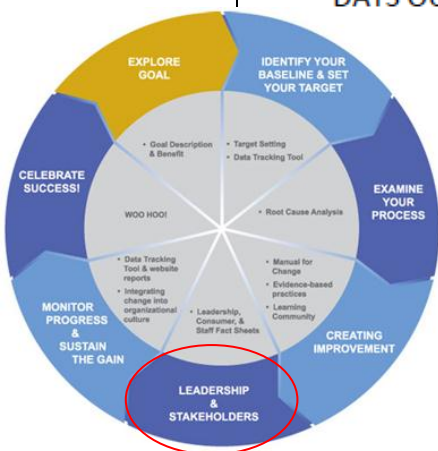 DAYS OU
EXPLORE
GOAL
IDENTIFY YOUR
BASELINE & SET
YOUR TARGET
EXAMINE
YOUR
PROCESS
CREATING
IMPROVEMENT
LEADERSHIP
&
STAKEHOLDERS
MONITOR
PROGRESS
&
SUSTAIN
THE GAIN
CELEBRATE
SUCCESS!
• Goal Description
& Benefit
• Target Setting
• Data Tracking Tool
• Root Cause Analysis
• Manual for
Change
• Evidence-based
practices
• Learning
Community
• Leadership,
Consumer, &
Staff Fact Sheets
• Data Tracking
Tool & website
reports
• Integrating
change into
organizational
culture
WOO HOO!